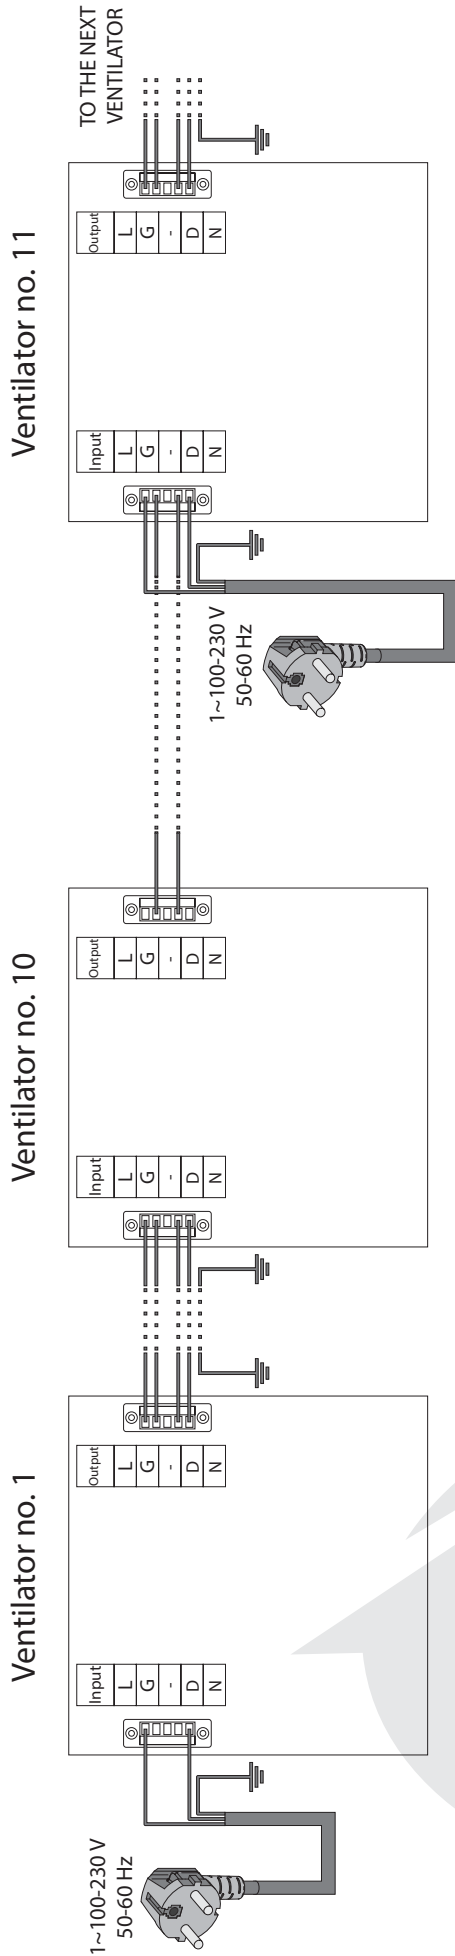 Ventilator no. 1
Ventilator no. 10
Ventilator no. 11
1~100-230 V
50-60 Hz
Input
L
G
-
D
N
Output
L
G
-
D
N
Input
L
G
-
D
N
Output
L
G
-
D
N
1~100-230 V
50-60 Hz
Input
L
G
-
D
N
Output
L
G
-
D
N
TO THE NEXT
VENTILATOR